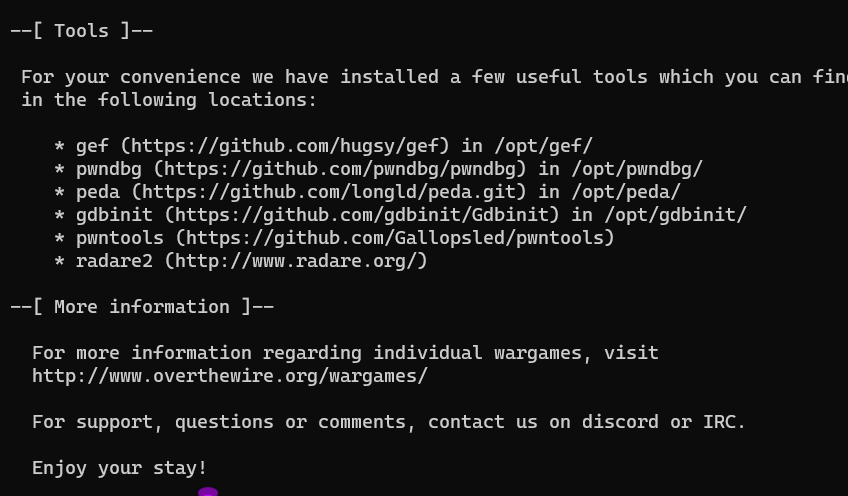 --[ Tools ]--
For your convenience we have installed a few useful tools which you can find
in the following locations:
* gef (https://github.com/hugsy/gef) in /opt/gef/
* pwndbg (https://github.com/pwndbg/pwndbg) in /opt/pwndbg/
* peda (https://github.com/longld/peda.git) in /opt/peda/
* gdbinit (https://github.com/gdbinit/Gdbinit) in /opt/gdbinit/
* pwntools (https://github.com/Gallopsled/pwntools)
* radare2 (http://www.radare.org/)
--[ More information ]--
For more information regarding individual wargames, visit
http://www.overthewire.org/wargames/
For support, questions or comments, contact us on discord or IRC.
Enjoy your stay!